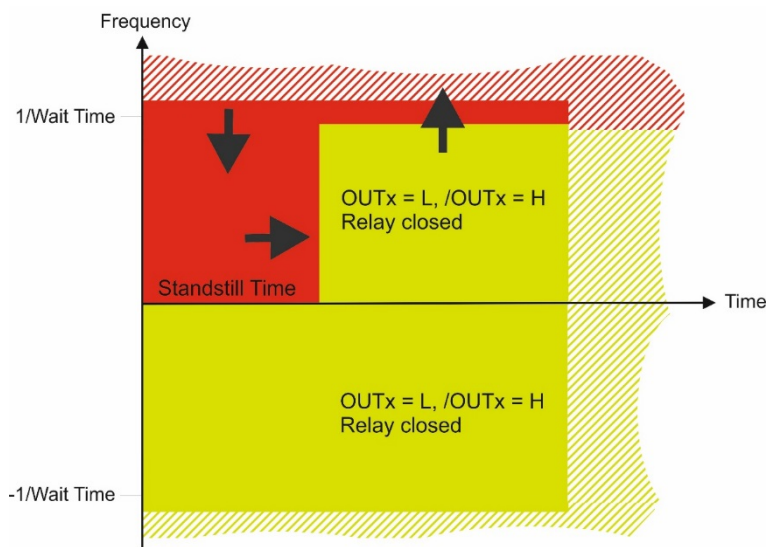 Frequency
1/Wait Time
OUTx = L, /OUTx = H
Relay closed
Standstill Time
Time
OUTx = L, /OUTx = H
Relay closed
-1/Wait Time